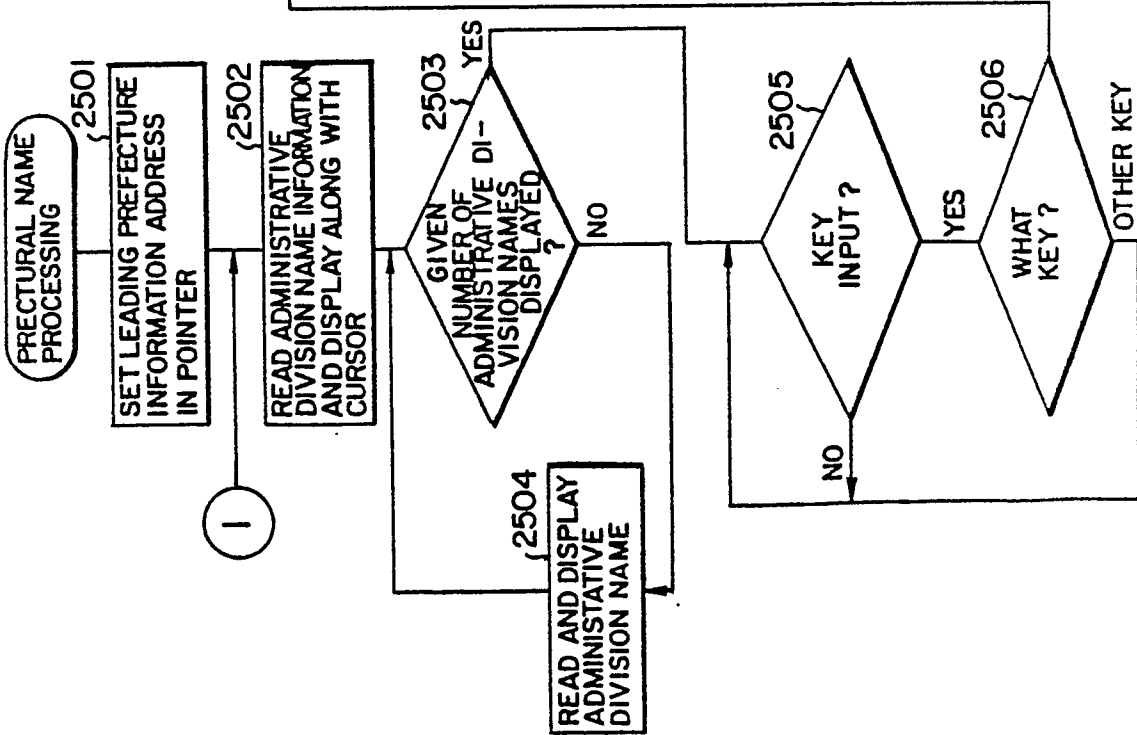 PRECTURAL NAME
PROCESSING
2501
SET LEADING PREFECTURE
INFORMATION ADDRESS
IN POINTER
1
2502
READ ADMINISTRATIVE
DIVISION NAME INFORMATION
AND DISPLAY ALONG WITH
CURSOR
2503
GIVEN
NUMBER OF
ADMINISTRATIVE DI-
VISION NAMES
DISPLAYED
?
YES
NO
2504
READ AND DISPLAY
ADMINISTATIVE
DIVISION NAME
2505
KEY
INPUT ?
NO
YES
2506
WHAT
KEY ?
OTHER KEY